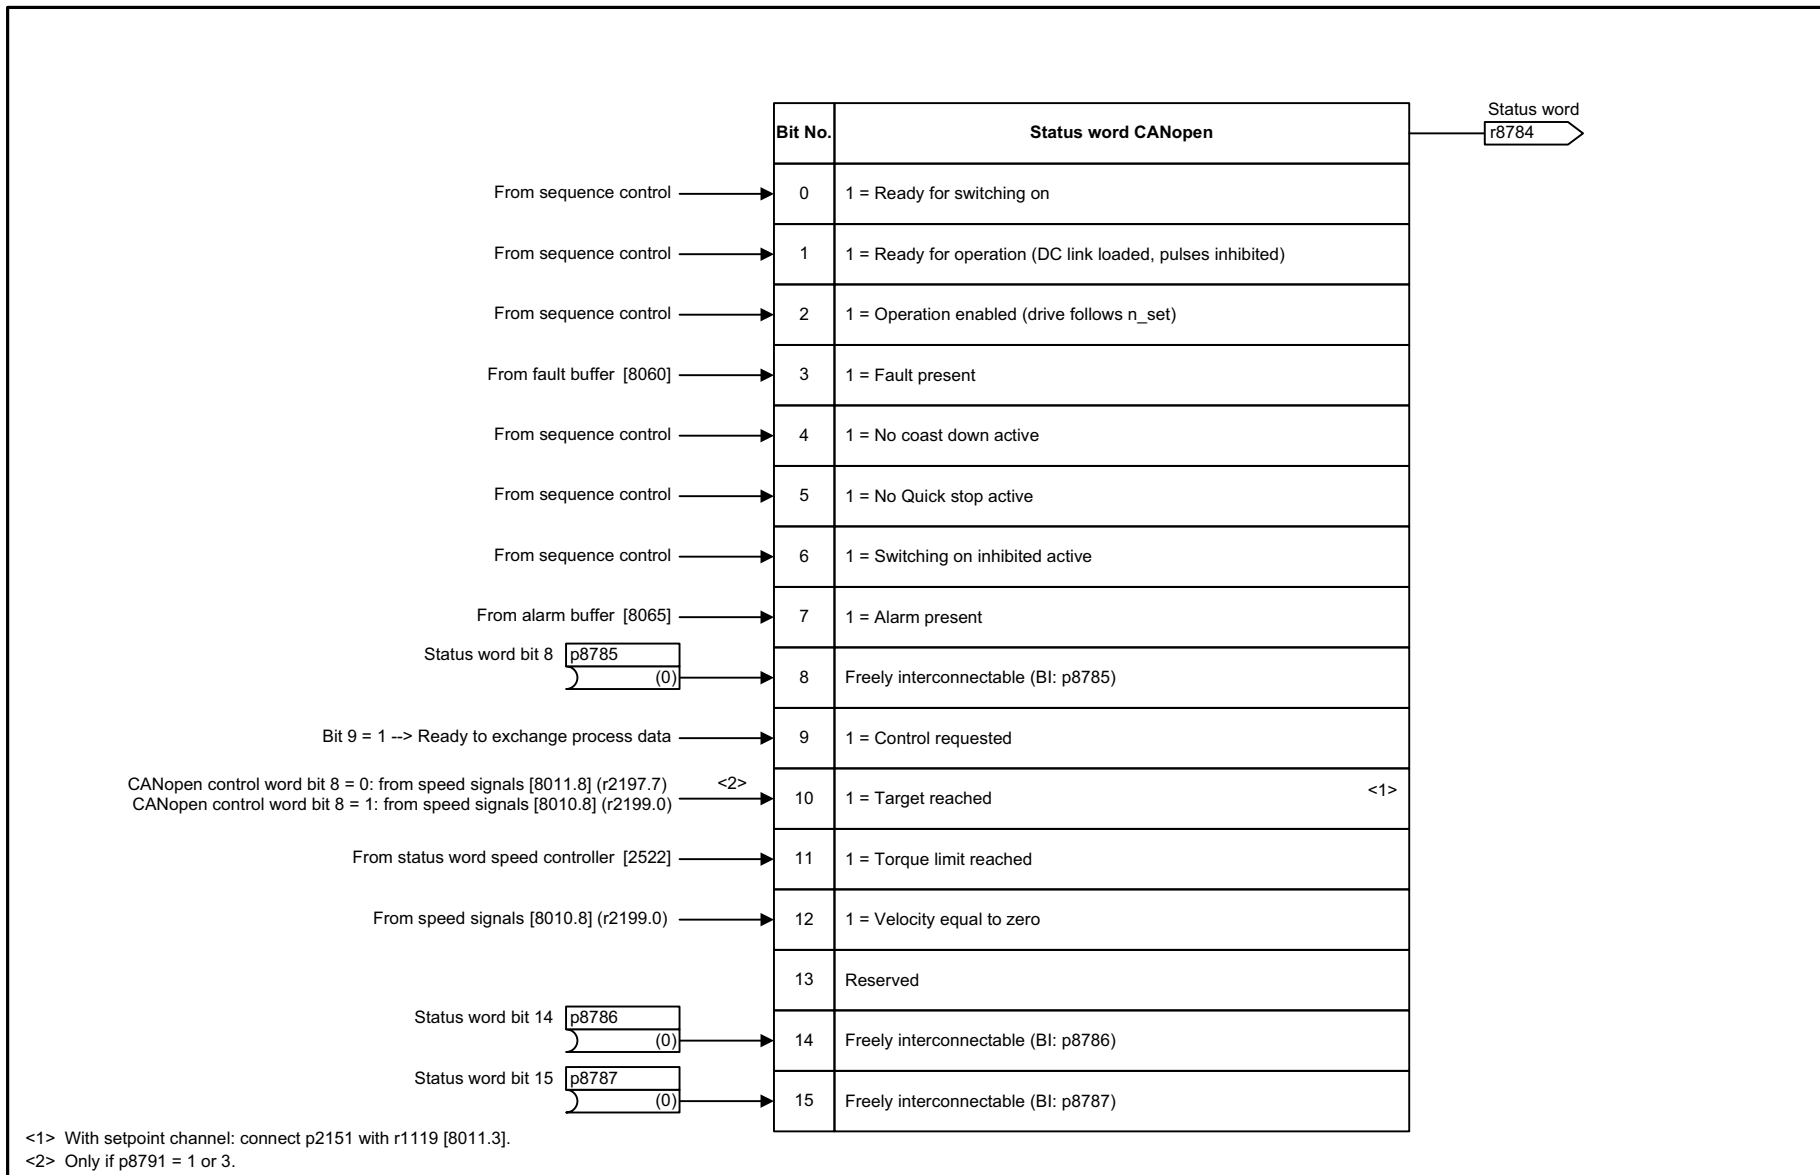 Status word
Bit No. Status word CANopen r8784
From sequence control 0 1 = Ready for switching on
From sequence control 1 1 = Ready for operation (DC link loaded, pulses inhibited)
From sequence control 2 1 = Operation enabled (drive follows n_set)
From fault buffer [8060] 3 1 = Fault present
From sequence control 4 1 = No coast down active
From sequence control 5 1 = No Quick stop active
From sequence control 6 1 = Switching on inhibited active
From alarm buffer [8065] 7 1 = Alarm present
Status word bit 8 p8785
(0) 8 Freely interconnectable (BI: p8785)
Bit 9 = 1 --> Ready to exchange process data 9 1 = Control requested
CANopen control word bit 8 = 0: from speed signals [8011.8] (r2197.7) <2>
CANopen control word bit 8 = 1: from speed signals [8010.8] (r2199.0) 10 1 = Target reached <1>
From status word speed controller [2522] 11 1 = Torque limit reached
From speed signals [8010.8] (r2199.0) 12 1 = Velocity equal to zero
13 Reserved
Status word bit 14 p8786
(0) 14 Freely interconnectable (BI: p8786)
Status word bit 15 p8787
(0) 15 Freely interconnectable (BI: p8787)
<1> With setpoint channel: connect p2151 with r1119 [8011.3].
<2> Only if p8791 = 1 or 3.